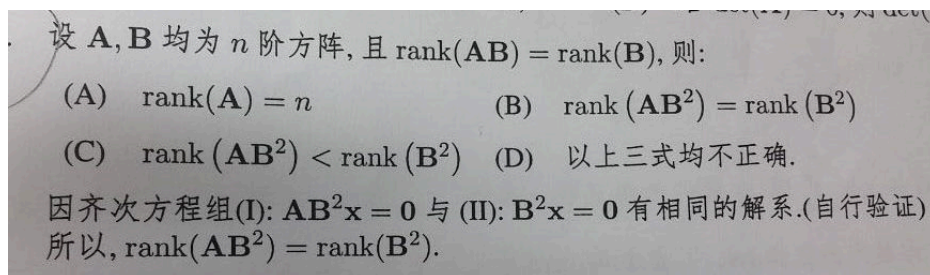 设 A, B 均为 n 阶方阵, 且 rank(AB) = rank(B), 则:
(A) rank(A) = n (B) rank (AB²) = rank (B²)
(C) rank (AB²) < rank (B²) (D) 以上三式均不正确.
因齐次方程组(I): AB²x = 0 与 (II): B²x = 0 有相同的解系.(自行验证)
所以, rank(AB²) = rank(B²).